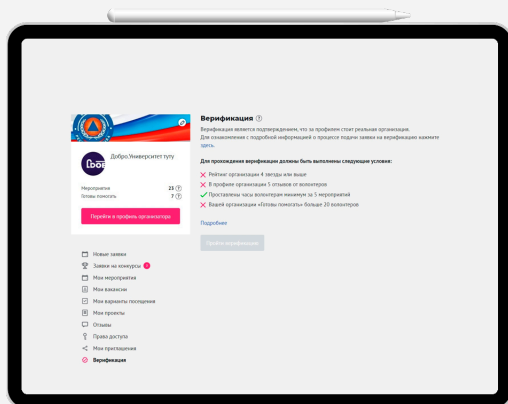 Верификация
Верификация является подтверждением, что за профилем стоит реальная организация.
Для ознакомления с подробной информацией о процессе подачи заявки на верификацию нажмите
здесь.
Для прохождения верификации должны быть выполнены следующие условия:
Рейтинг организации 4 звезды или выше
В профиле организации 5 отзывов от волонтеров
Проставлены часы волонтерам минимум за 5 мероприятий
Вашей организации «Готовы помогать» больше 20 волонтеров
Подробнее
Пройти верификацию
Добро.Университет туту
Мероприятие 23
Готовы помогать 7
Перейти в профиль организатора
Новые заявки
Заявки на конкурсы
Мои мероприятия
Мои вакансии
Мои варианты посещения
Мои проекты
Отзывы
Права доступа
Мои приглашения
Верификация